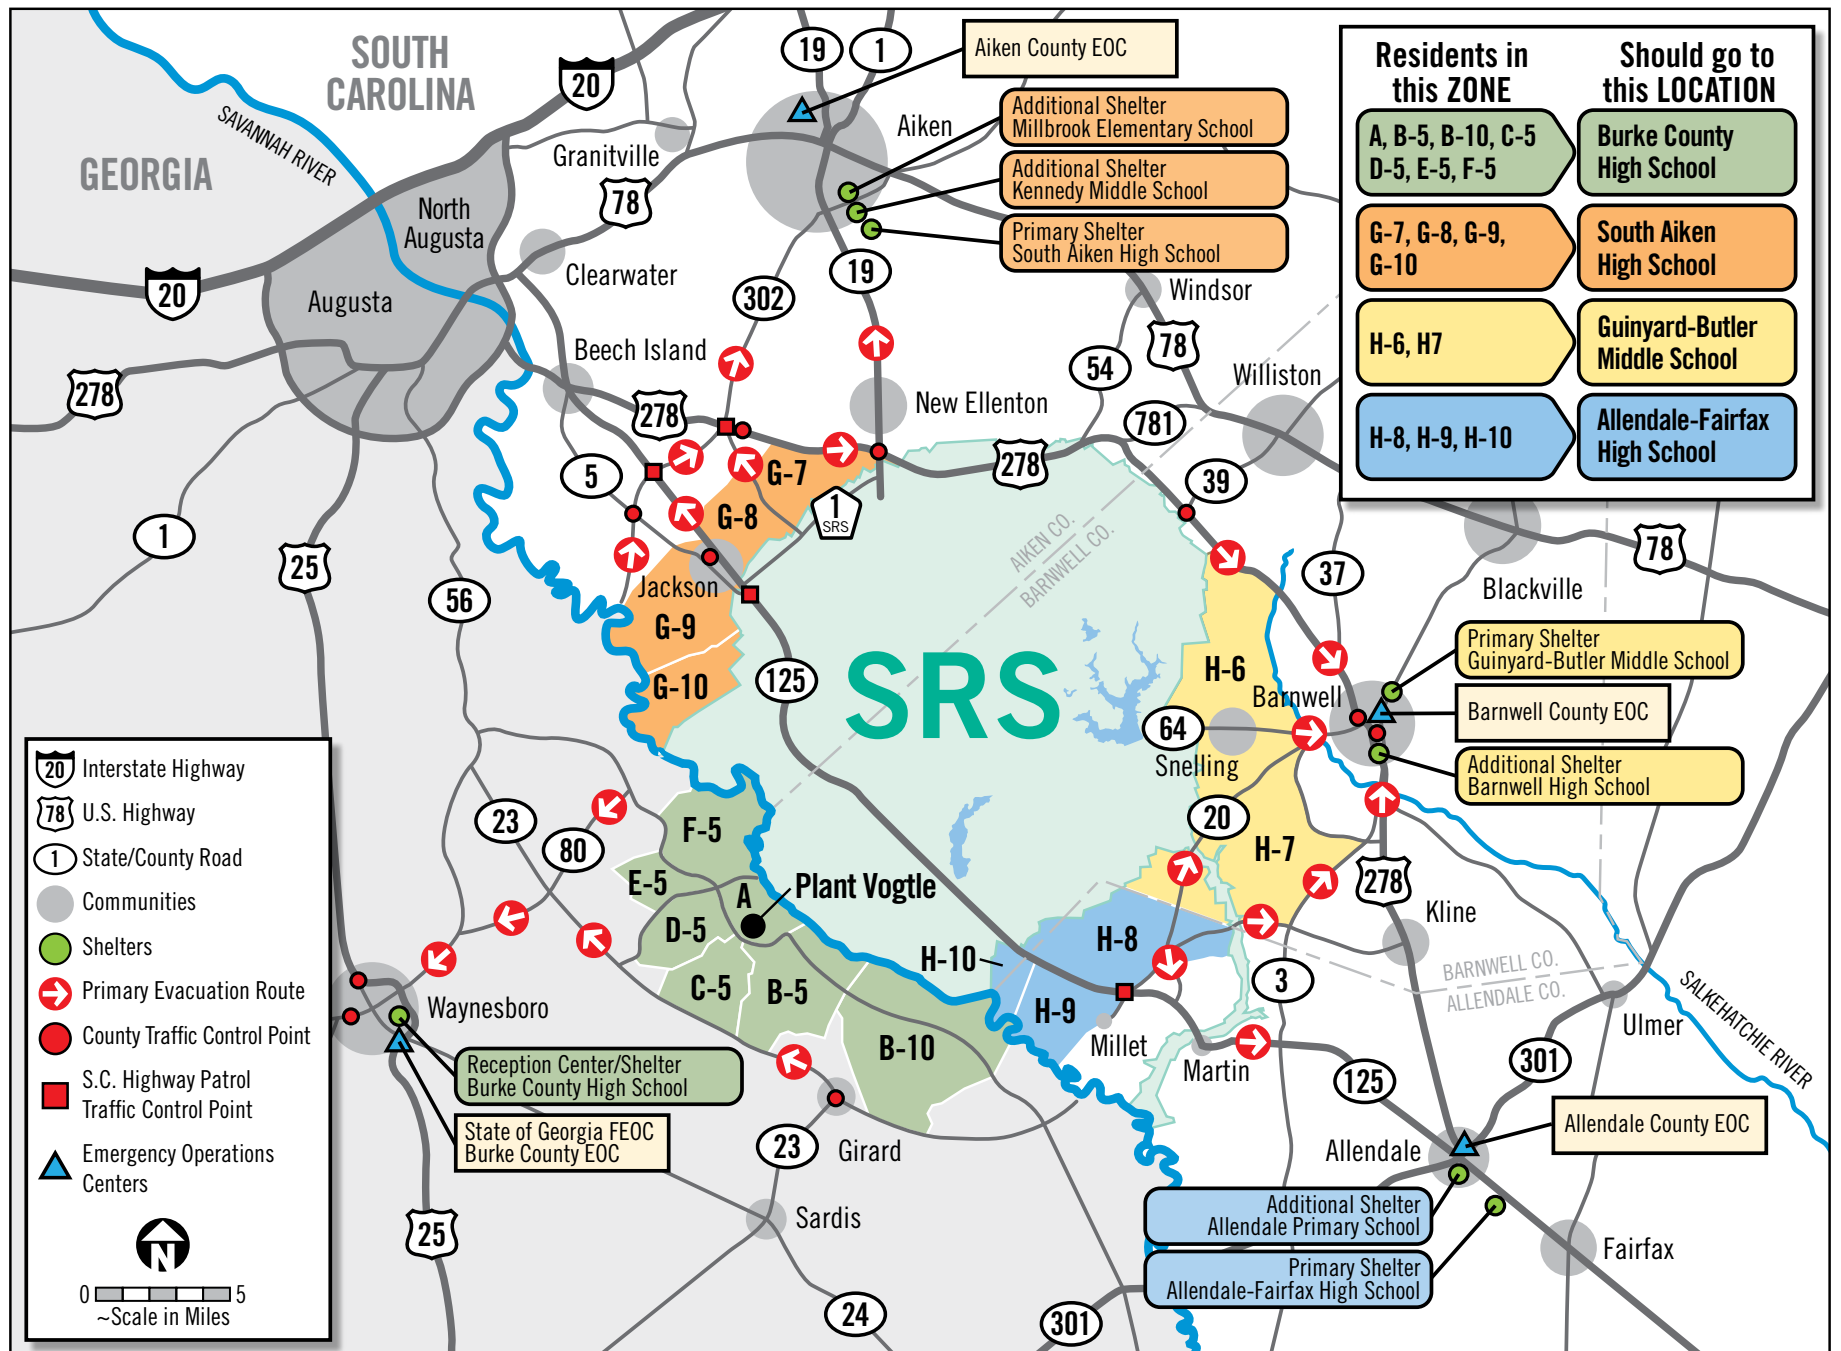 SOUTH
CAROLINA
GEORGIA
SAVANNAH RIVER
20
19
1
Aiken County EOC
Residents in
this ZONE
Should go to
this LOCATION
A, B-5, B-10, C-5
D-5, E-5, F-5
Burke County
High School
G-7, G-8, G-9,
G-10
South Aiken
High School
H-6, H7
Guinyard-Butler
Middle School
H-8, H-9, H-10
Allendale-Fairfax
High School
Additional Shelter
Millbrook Elementary School
Additional Shelter
Kennedy Middle School
Primary Shelter
South Aiken High School
Aiken
Granitville
78
North
Augusta
Clearwater
Augusta
20
302
19
Windsor
78
Beech Island
278
278
New Ellenton
54
Williston
781
278
39
5
G-7
G-8
1
SRS
1
25
56
Jackson
G-9
G-10
125
AIKEN CO.
BARNWELL CO.
SRS
37
78
Blackville
Primary Shelter
Guinyard-Butler Middle School
Barnwell County EOC
Additional Shelter
Barnwell High School
H-6
Barnwell
64
Snelling
20
H-7
278
Kline
20
Interstate Highway
78
U.S. Highway
1
State/County Road
Communities
Shelters
Primary Evacuation Route
County Traffic Control Point
S.C. Highway Patrol
Traffic Control Point
Emergency Operations
Centers
N
0
5
~Scale in Miles
23
80
F-5
E-5
A
Plant Vogtle
D-5
C-5
B-5
B-10
H-10
H-8
H-9
Millet
Martin
3
BARNWELL CO.
ALLENDALE CO.
Ulmer
SALKEHATCHIE RIVER
301
125
Waynesboro
Reception Center/Shelter
Burke County High School
State of Georgia FEOC
Burke County EOC
23
Girard
Sardis
25
24
301
Allendale
Allendale County EOC
Additional Shelter
Allendale Primary School
Primary Shelter
Allendale-Fairfax High School
Fairfax